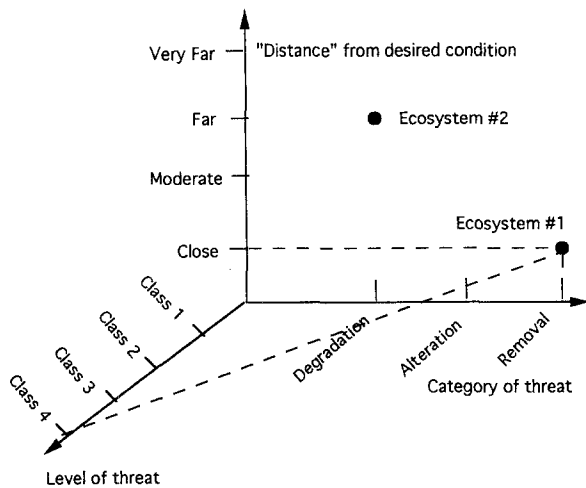 Very Far
"Distance" from desired condition
Far
Ecosystem #2
Moderate
Ecosystem #1
Close
Class 1
Class 2
Class 3
Class 4
Degradation
Alteration
Removal
Category of threat
Level of threat